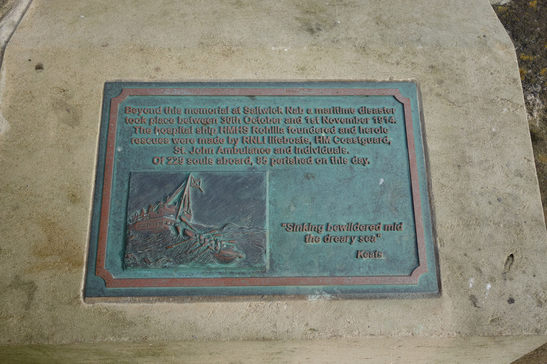 Beyond this memorial at Saltwick Nab a maritime disaster
took place between 30th October and 1st November 1914.
The hospital ship HMHS Rohilla foundered and heroic
rescues were made by RNLI lifeboats, HM Coastguard,
St. John Ambulance and individuals.
Of 229 souls aboard, 85 perished on this day.
"Sinking bewildered mid
the dreary sea"
Keats